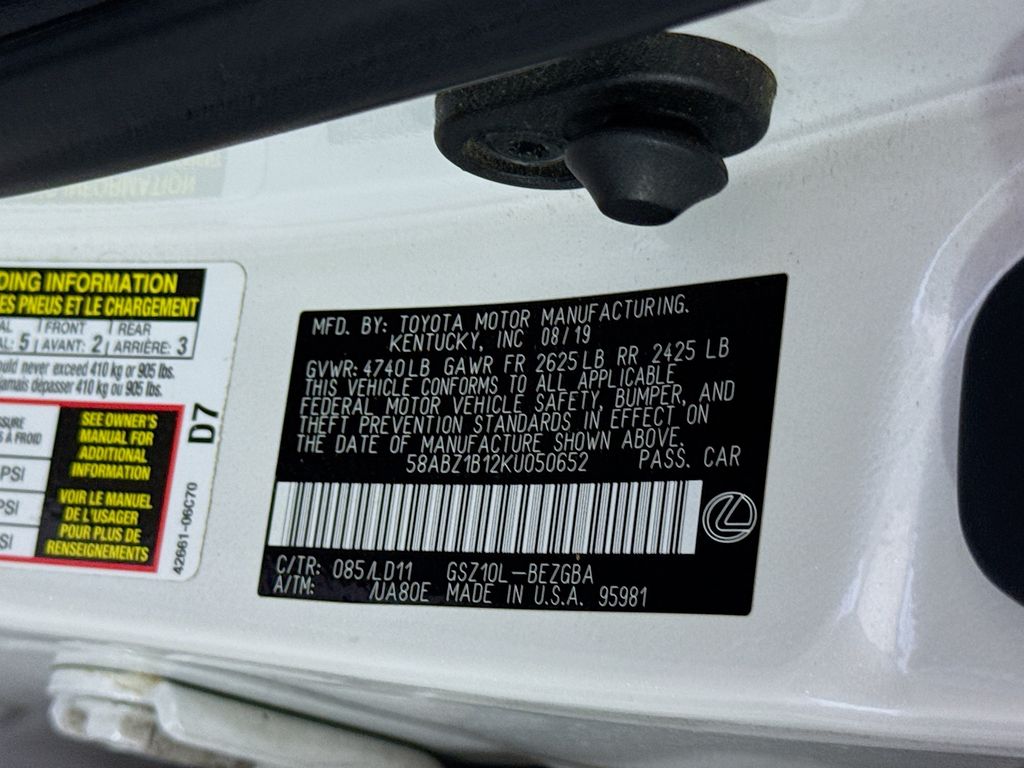 DING INFORMATION
ES PNEUS ET LE CHARGEMENT
AL FRONT REAR
AL: 5 AVANT: 2 ARRIÈRE: 3
ould never exceed 410 kg or 905 lbs.
jamais dépasser 410 kg ou 905 lbs.
SSURE
S À FROID
PSI
PSI
SI
SEE OWNER'S
MANUAL FOR
ADDITIONAL
INFORMATION
VOIR LE MANUEL
DE L'USAGER
POUR PLUS DE
RENSEIGNEMENTS
D7
42661-06C70
MFD. BY: TOYOTA MOTOR MANUFACTURING.
KENTUCKY, INC 08/19
GVWR: 4740LB GAWR FR 2625LB RR 2425 LB
THIS VEHICLE CONFORMS TO ALL APPLICABLE
FEDERAL MOTOR VEHICLE SAFETY, BUMPER, AND
THEFT PREVENTION STANDARDS IN EFFECT ON
THE DATE OF MANUFACTURE SHOWN ABOVE.
58ABZ1B12KU050652 PASS. CAR
C/TR: 085/LD11 GSZ10L-BEZGBA
A/TM: /UA80E MADE IN U.S.A. 95981